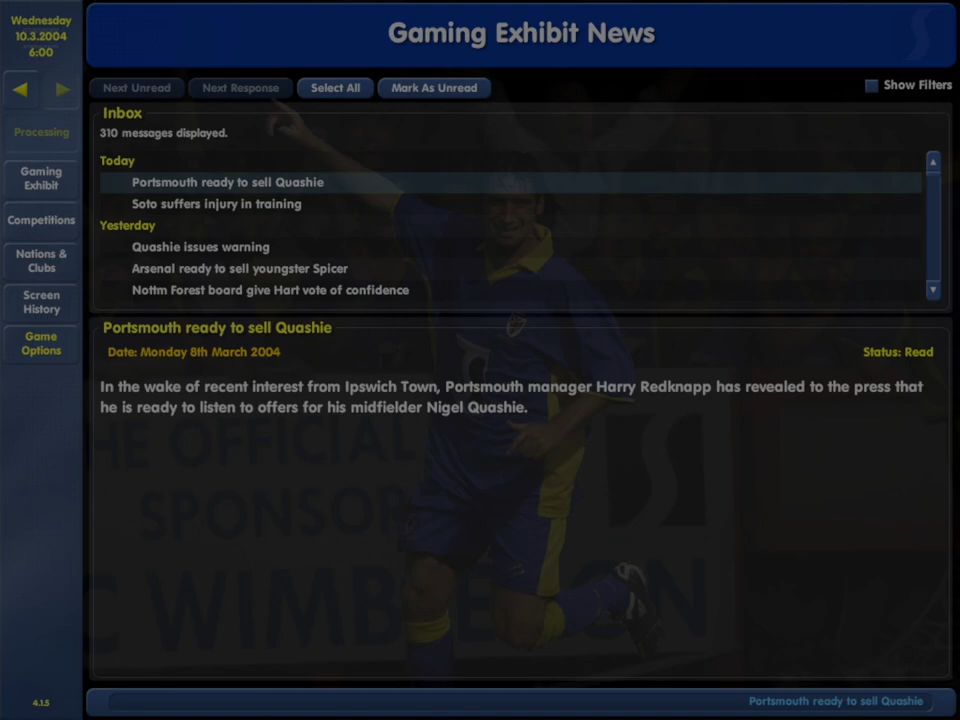 Wednesday
10.3.2004
6:00
Gaming Exhibit News
Next Unread
Next Response
Select All
Mark As Unread
Show Filters
Processing
Gaming
Exhibit
Competitions
Nations &
Clubs
Screen
History
Game
Options
Inbox
310 messages displayed.
Today
Portsmouth ready to sell Quashie
Soto suffers injury in training
Yesterday
Quashie issues warning
Arsenal ready to sell youngster Spicer
Nottm Forest board give Hart vote of confidence
Portsmouth ready to sell Quashie
Date: Monday 8th March 2004
Status: Read
In the wake of recent interest from Ipswich Town, Portsmouth manager Harry Redknapp has revealed to the press that
he is ready to listen to offers for his midfielder Nigel Quashie.
HE OFFICIAL
SPONSOR
C WIMB
4.1.5
Portsmouth ready to sell Quashie